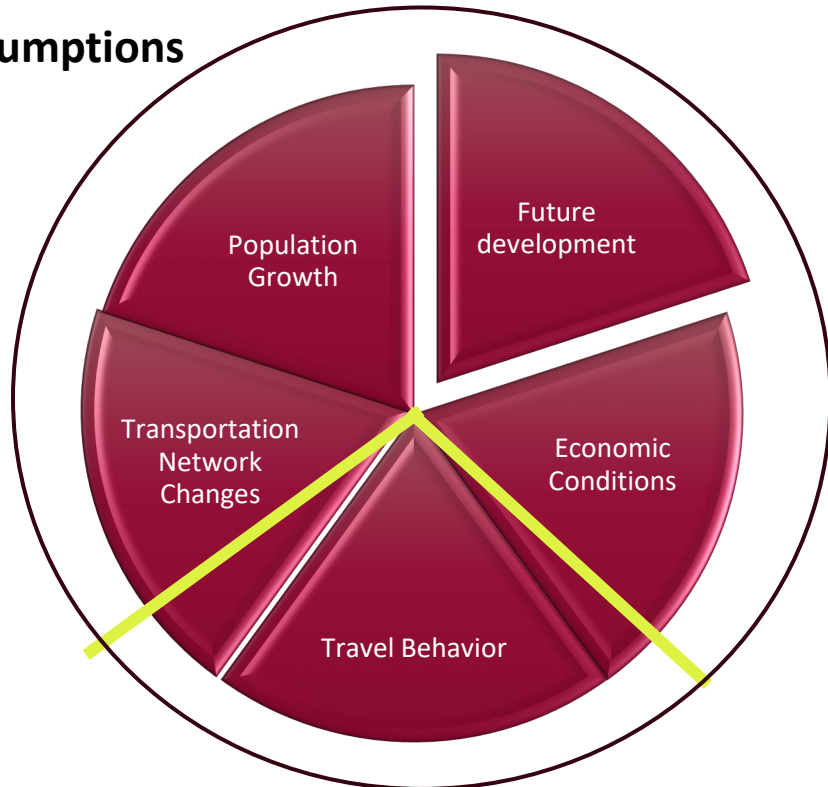 umptions
Future
development
Population
Growth
Transportation
Network
Changes
Economic
Conditions
Travel Behavior